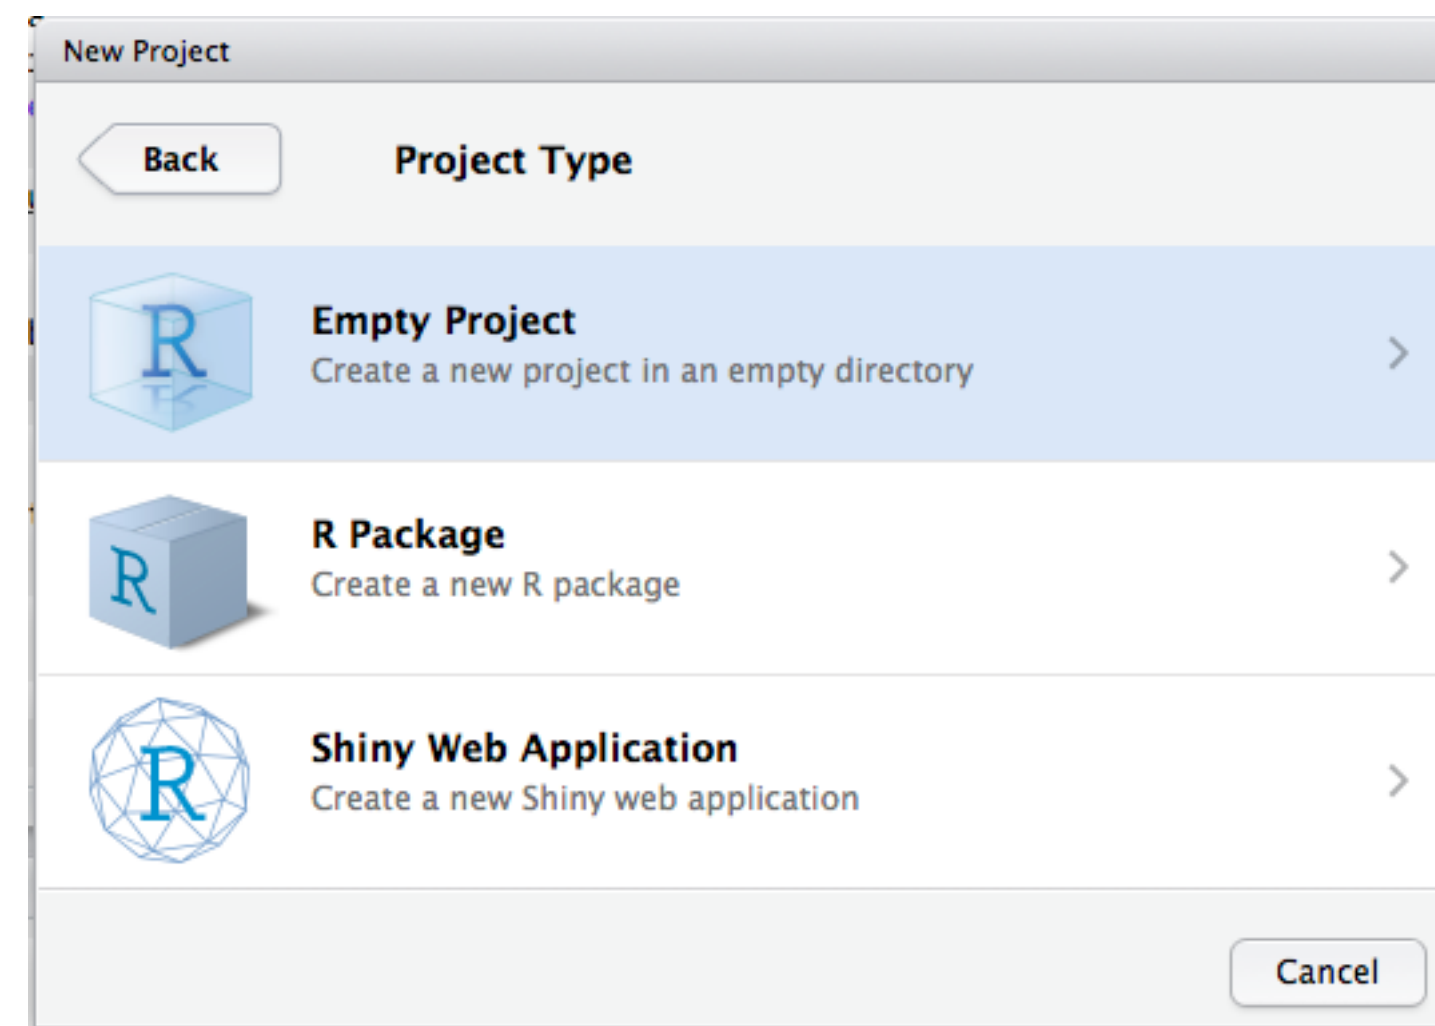 New Project
Back
Project Type
R
Empty Project
Create a new project in an empty directory
R
R Package
Create a new R package
R
Shiny Web Application
Create a new Shiny web application
Cancel